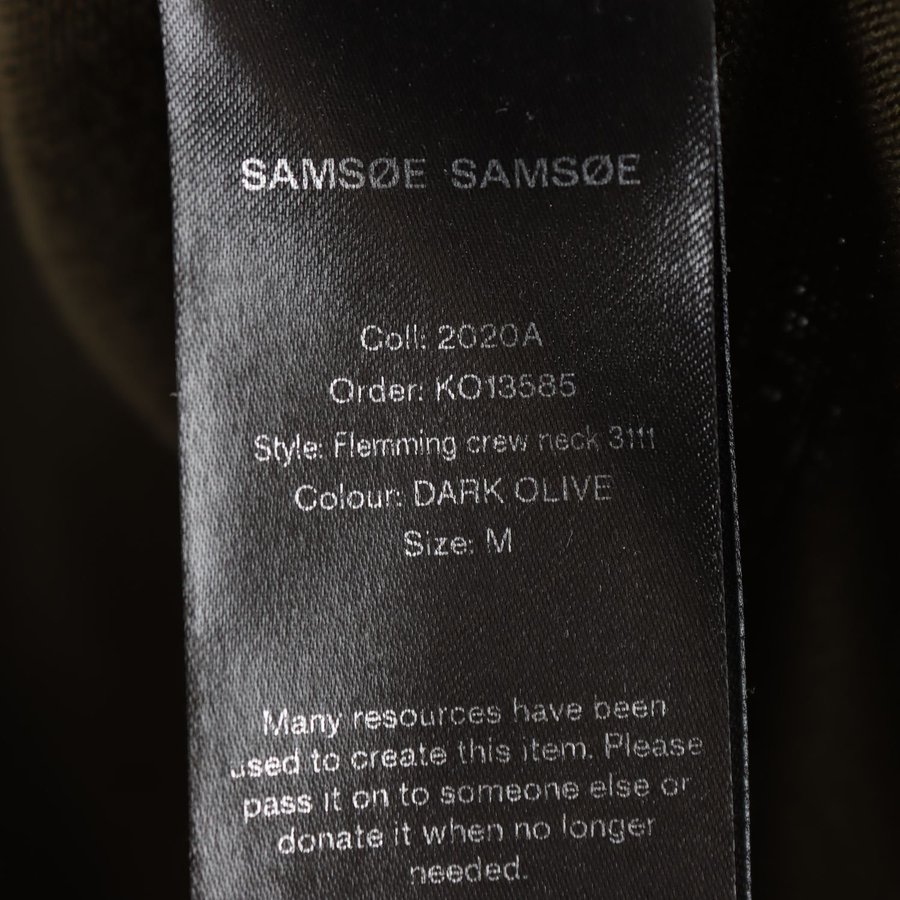 SAMSØE SAMSØE
Coll: 2020A
Order: KO13585
Style: Flemming crew neck 3111
Colour: DARK OLIVE
Size: M
Many resources have been
used to create this item. Please
pass it on to someone else or
donate it when no longer
needed.